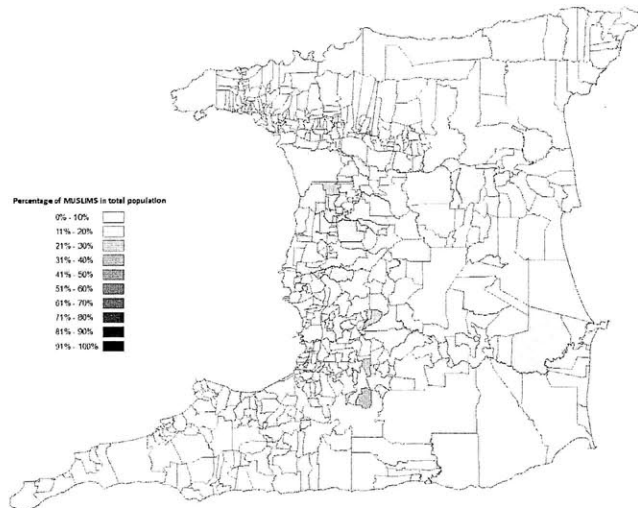 Percentage of MUSLIMS in total population
0% - 10%
11% - 20%
21% - 30%
31% - 40%
41% - 50%
51% - 60%
61% - 70%
71% - 80%
81% - 90%
91% - 100%